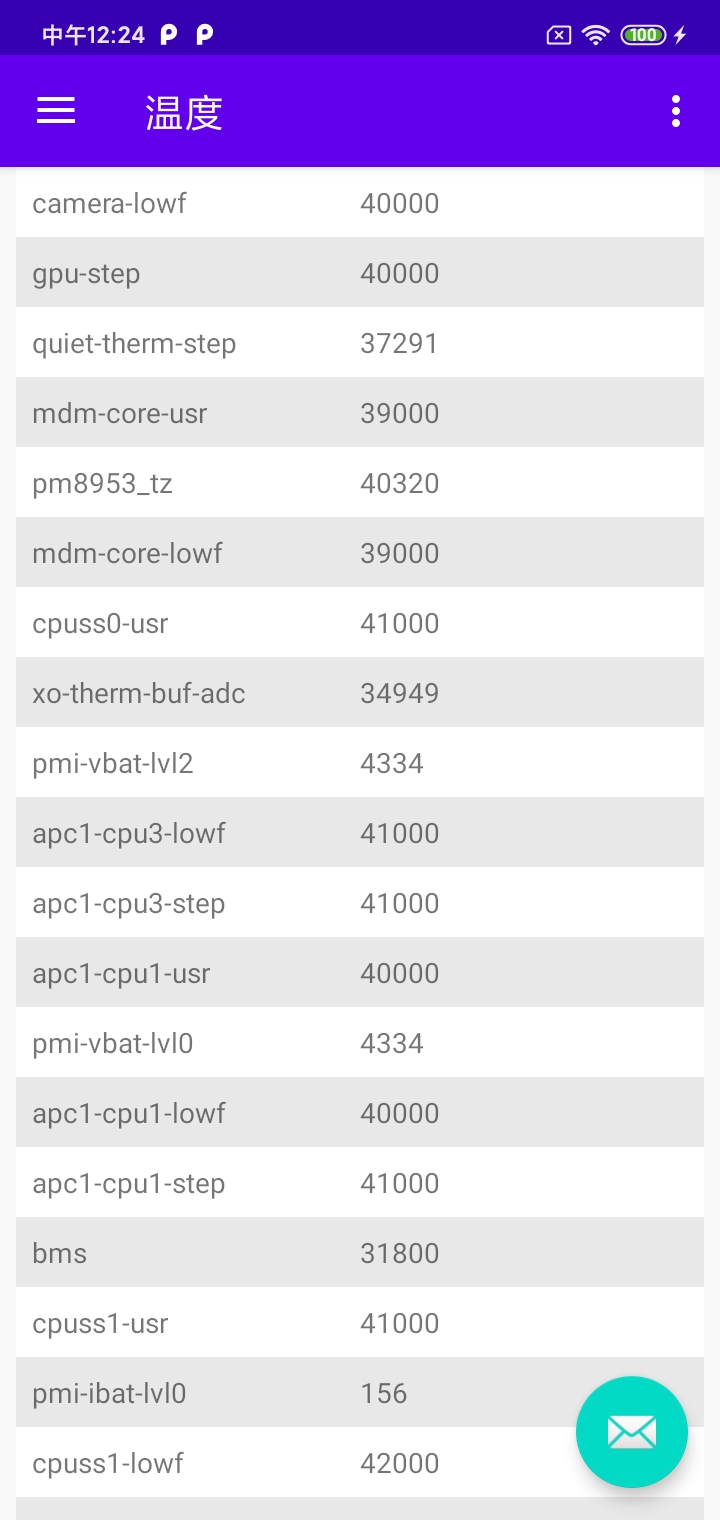 中午12:24 100
温度
camera-lowf 40000
gpu-step 40000
quiet-therm-step 37291
mdm-core-usr 39000
pm8953_tz 40320
mdm-core-lowf 39000
cpuss0-usr 41000
xo-therm-buf-adc 34949
pmi-vbat-lvl2 4334
apc1-cpu3-lowf 41000
apc1-cpu3-step 41000
apc1-cpu1-usr 40000
pmi-vbat-lvl0 4334
apc1-cpu1-lowf 40000
apc1-cpu1-step 41000
bms 31800
cpuss1-usr 41000
pmi-ibat-lvl0 156
cpuss1-lowf 42000